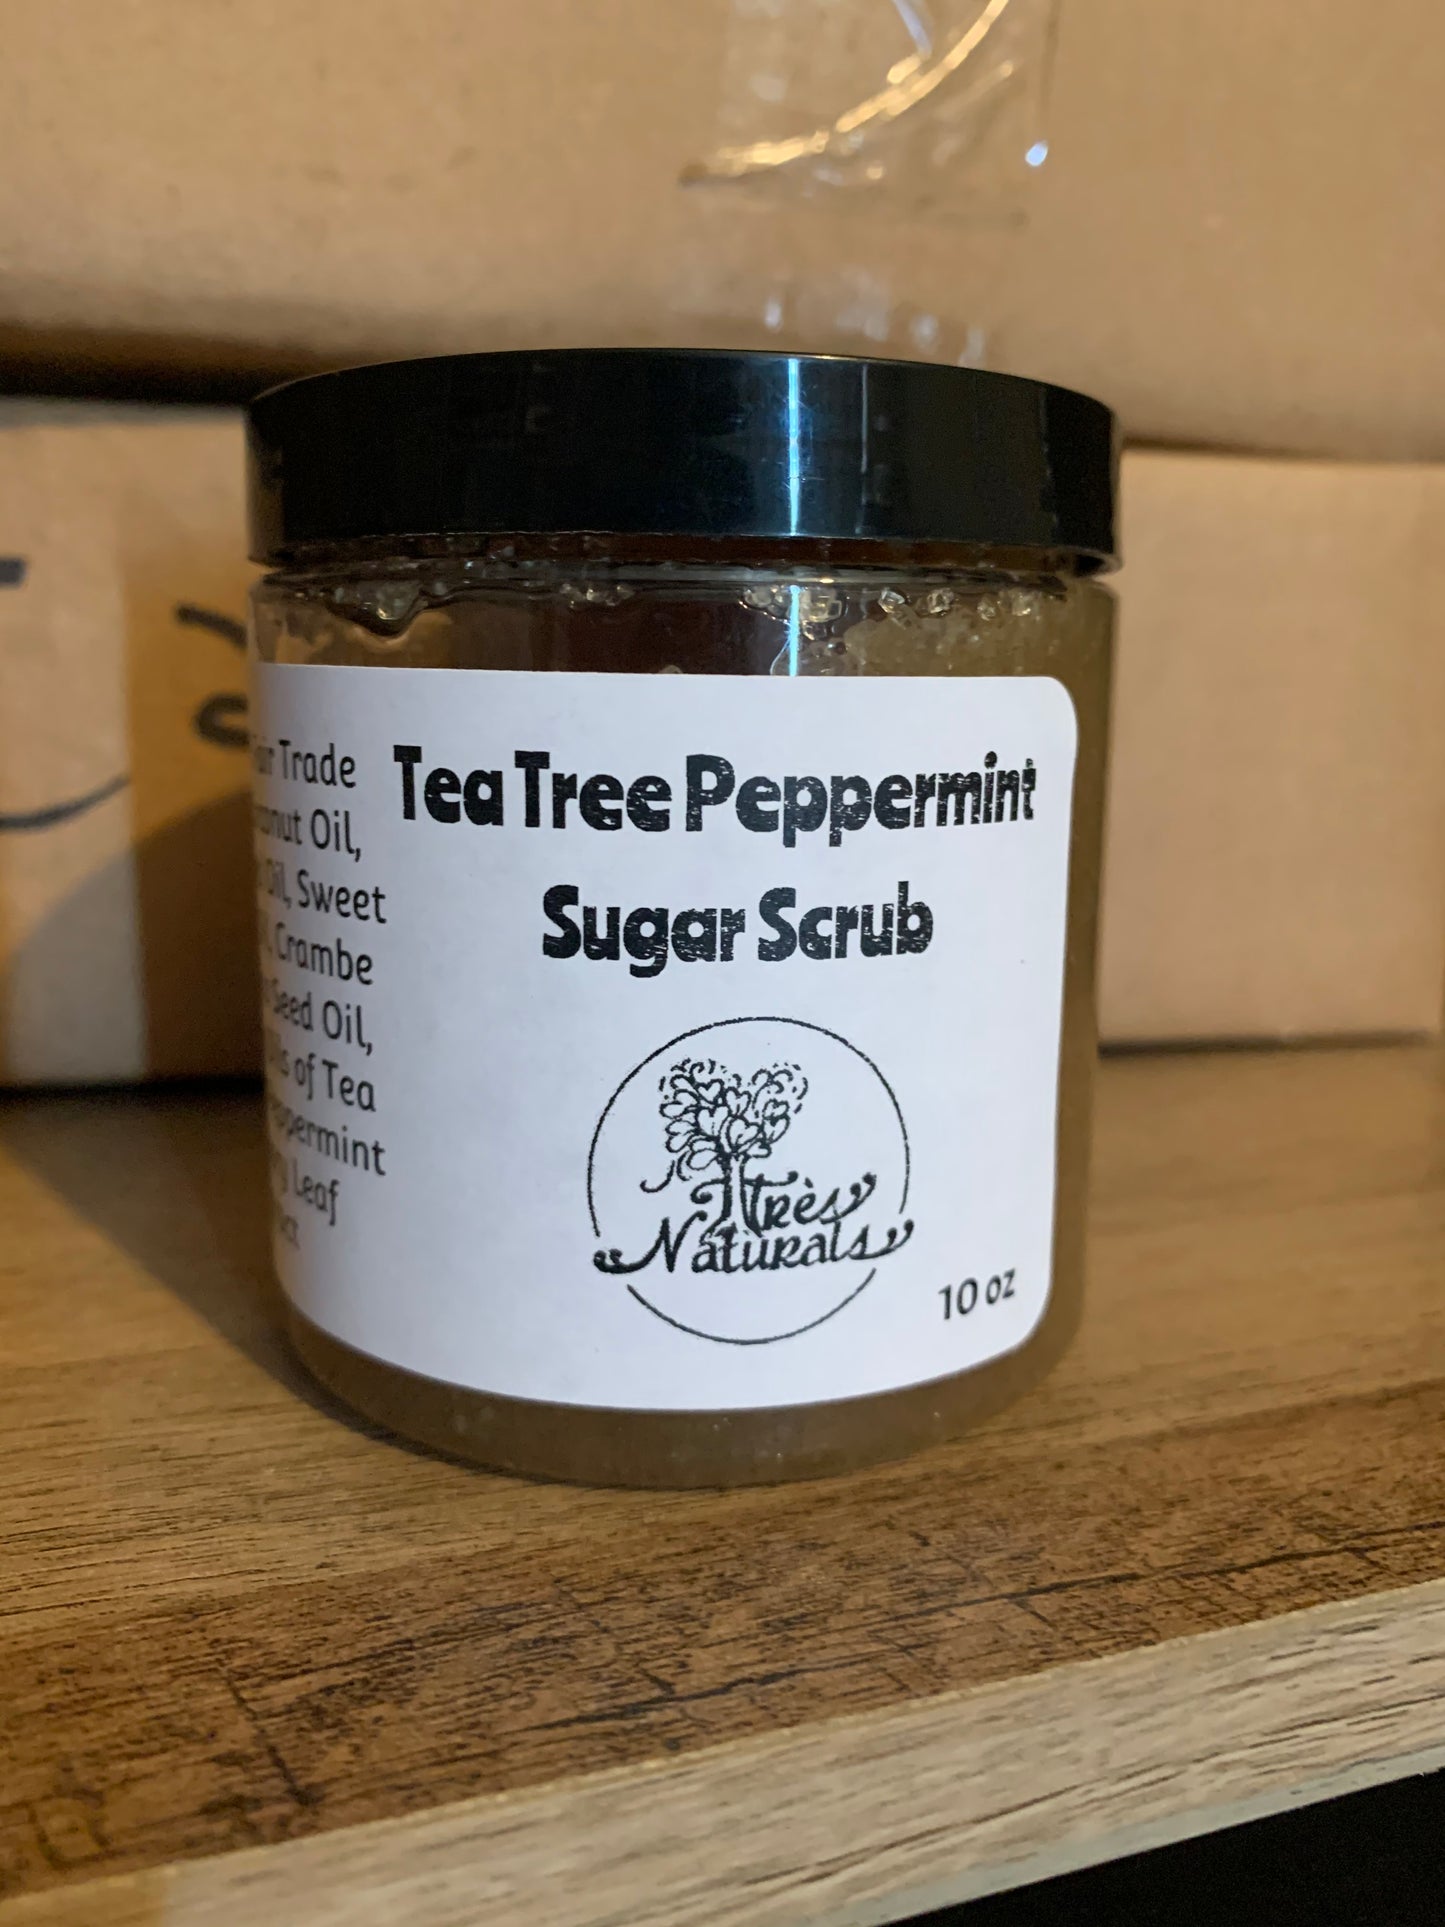 Trade
Oil,
Oil, Sweet
Crambe
Seed Oil,
of Tea
Leaf
Tea Tree Peppermint
Sugar Scrub
Très
Naturals
10 oz